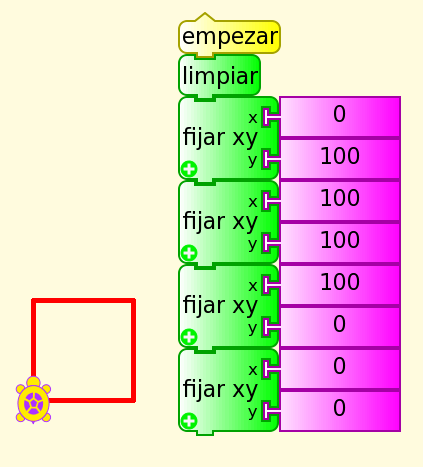 empezar
limpiar
fijar xy x 0
y 100
fijar xy x 100
y 100
fijar xy x 100
y 0
fijar xy x 0
y 0